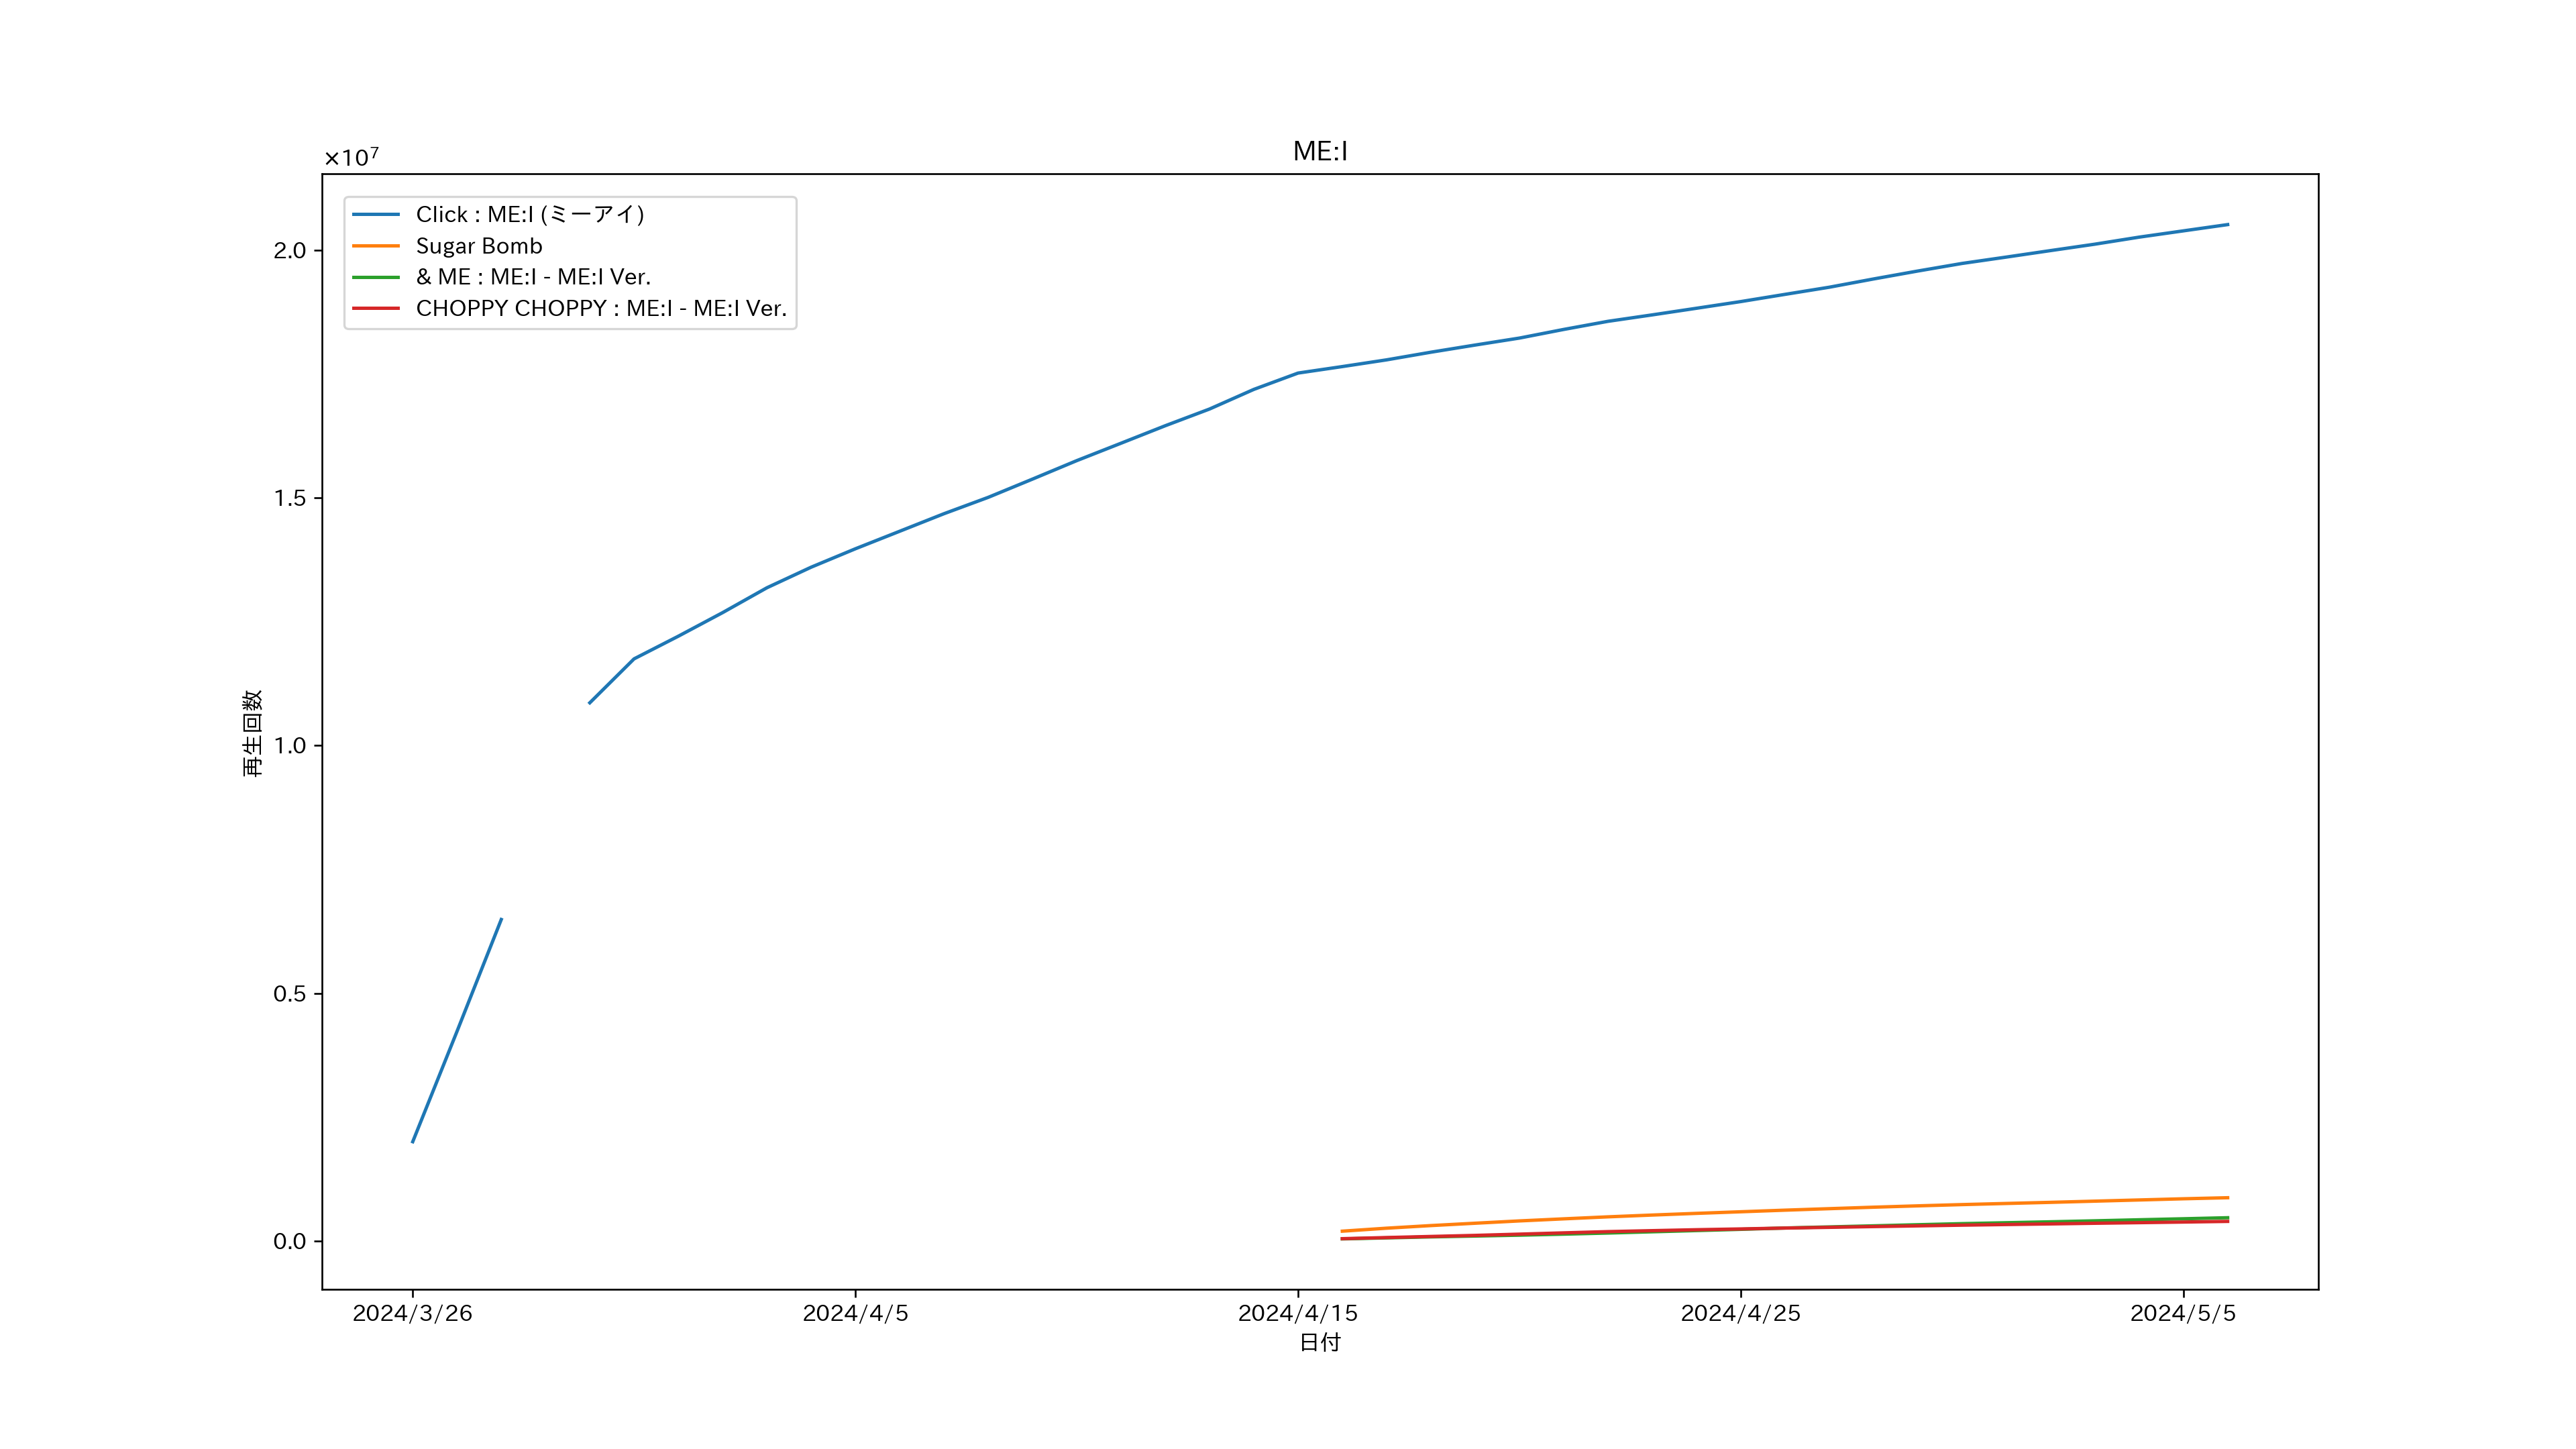 ME:I
×10⁷
Click : ME:I (ミーアイ)
Sugar Bomb
& ME : ME:I - ME:I Ver.
CHOPPY CHOPPY : ME:I - ME:I Ver.
2.0
1.5
1.0
0.5
0.0
再生回数
2024/3/26 2024/4/5 2024/4/15 2024/4/25 2024/5/5
日付